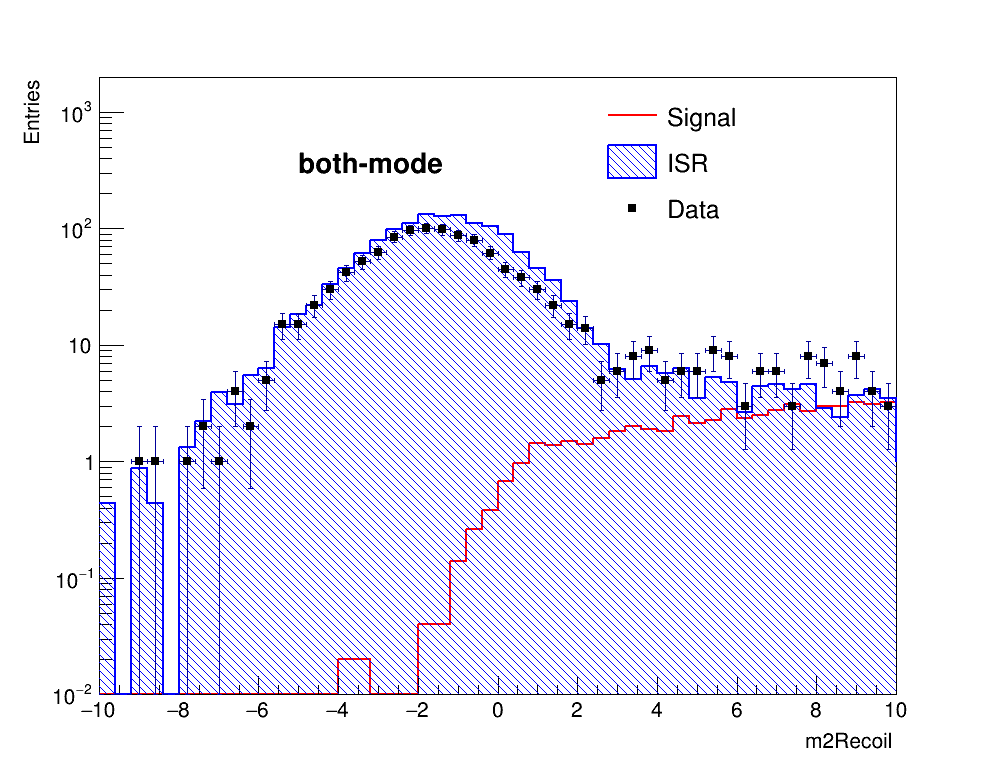 Entries
10³
10²
10
1
10⁻¹
10⁻²
both-mode
Signal
ISR
Data
−10 −8 −6 −4 −2 0 2 4 6 8 10
m2Recoil